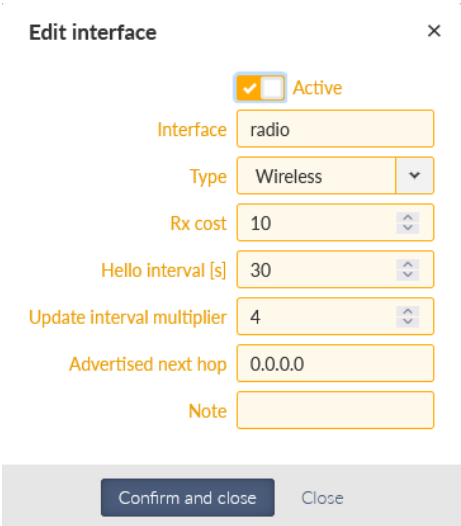 Edit interface
Active
Interface radio
Type Wireless
Rx cost 10
Hello interval [s] 30
Update interval multiplier 4
Advertised next hop 0.0.0.0
Note
Confirm and close Close